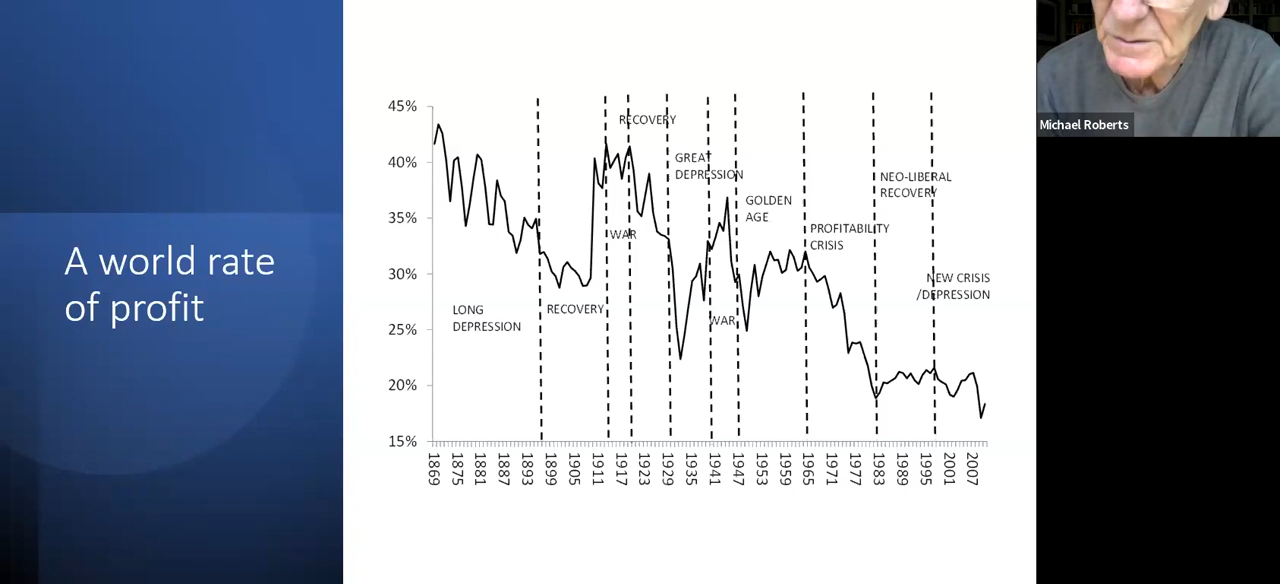 A world rate
of profit
45%
40%
35%
30%
25%
20%
15%
RECOVERY
GREAT
DEPRESSION
NEO-LIBERAL
RECOVERY
GOLDEN
AGE
PROFITABILITY
CRISIS
WAR
NEW CRISIS
/DEPRESSION
LONG
DEPRESSION
RECOVERY
WAR
1869
1875
1881
1887
1893
1899
1905
1911
1917
1923
1929
1935
1941
1947
1953
1959
1965
1971
1977
1983
1989
1995
2001
2007
Michael Roberts